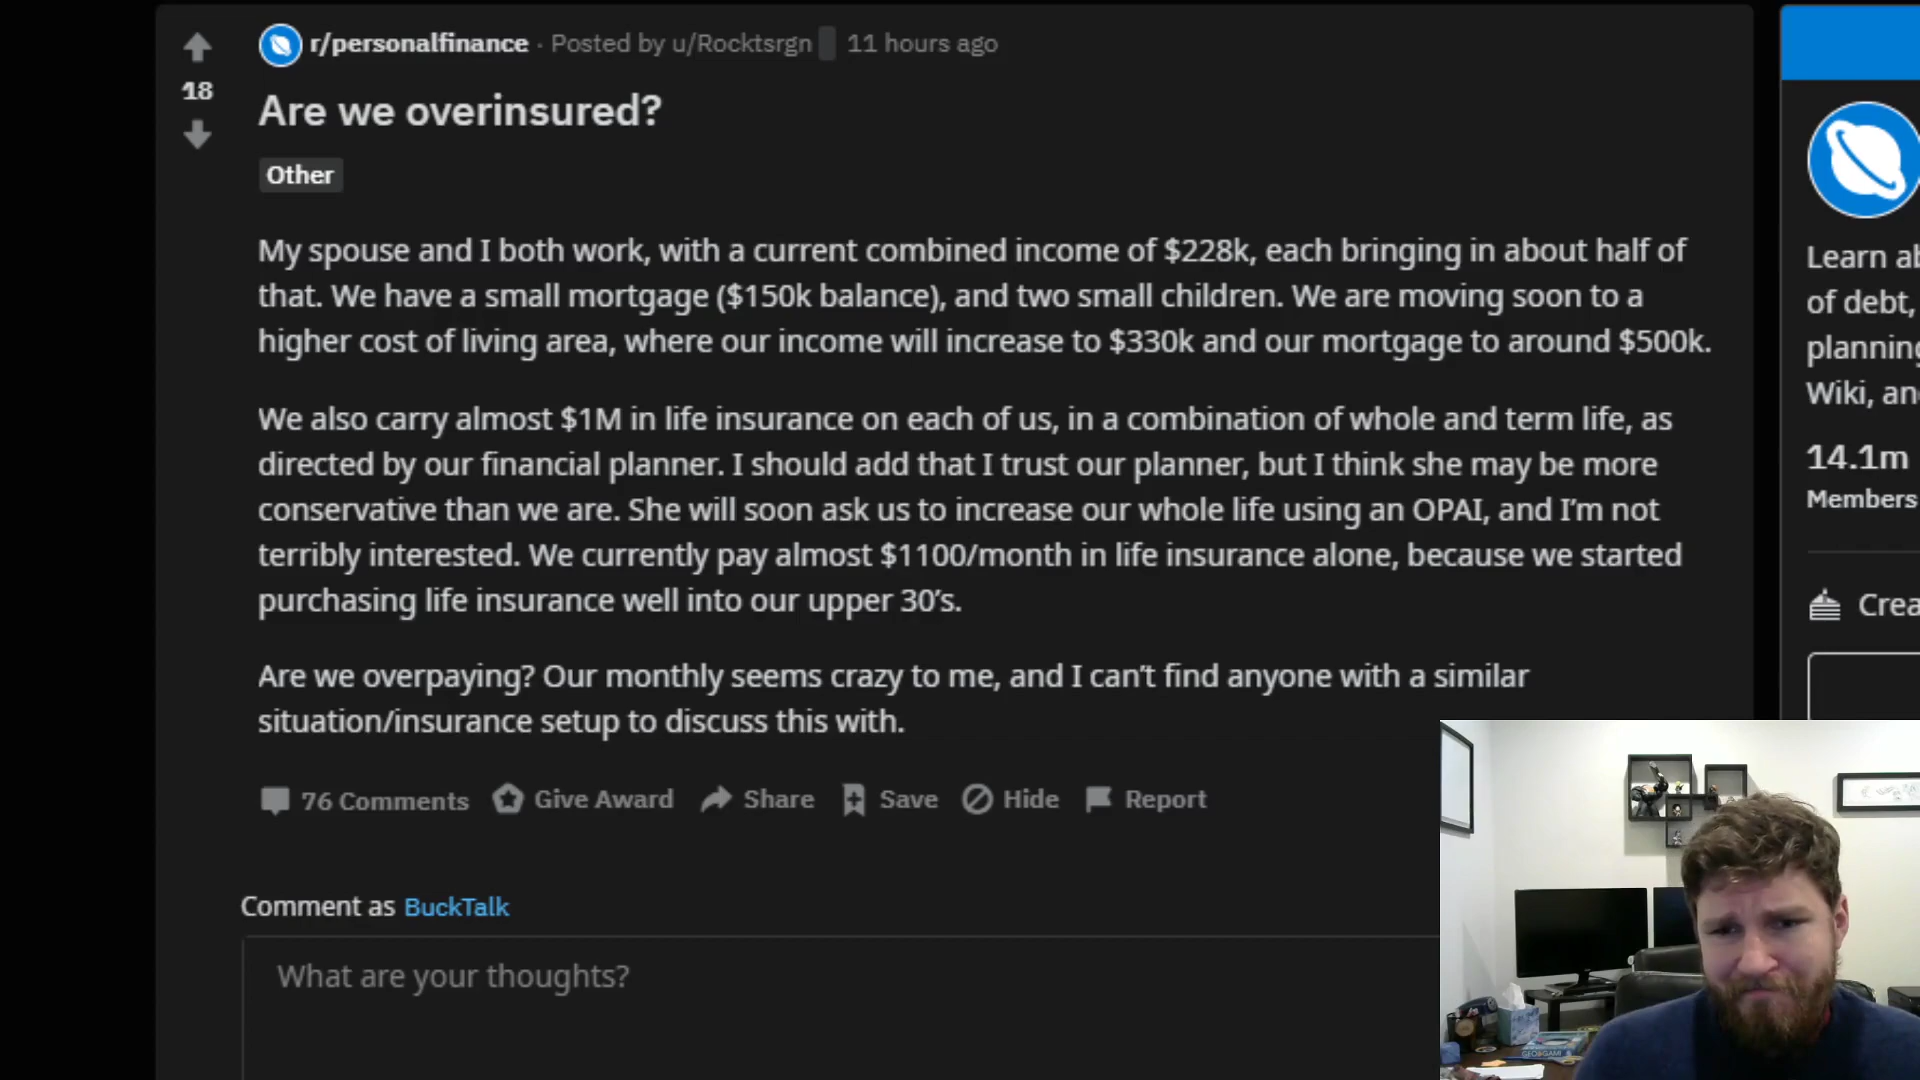 r/personalfinance · Posted by u/Rocktsrgn 11 hours ago
18
Are we overinsured?
Other
My spouse and I both work, with a current combined income of $228k, each bringing in about half of
that. We have a small mortgage ($150k balance), and two small children. We are moving soon to a
higher cost of living area, where our income will increase to $330k and our mortgage to around $500k.
We also carry almost $1M in life insurance on each of us, in a combination of whole and term life, as
directed by our financial planner. I should add that I trust our planner, but I think she may be more
conservative than we are. She will soon ask us to increase our whole life using an OPAI, and I'm not
terribly interested. We currently pay almost $1100/month in life insurance alone, because we started
purchasing life insurance well into our upper 30's.
Are we overpaying? Our monthly seems crazy to me, and I can't find anyone with a similar
situation/insurance setup to discuss this with.
76 Comments Give Award Share Save Hide Report
Comment as BuckTalk
What are your thoughts?
Learn ab
of debt,
planning
Wiki, an
14.1m
Members
Crea